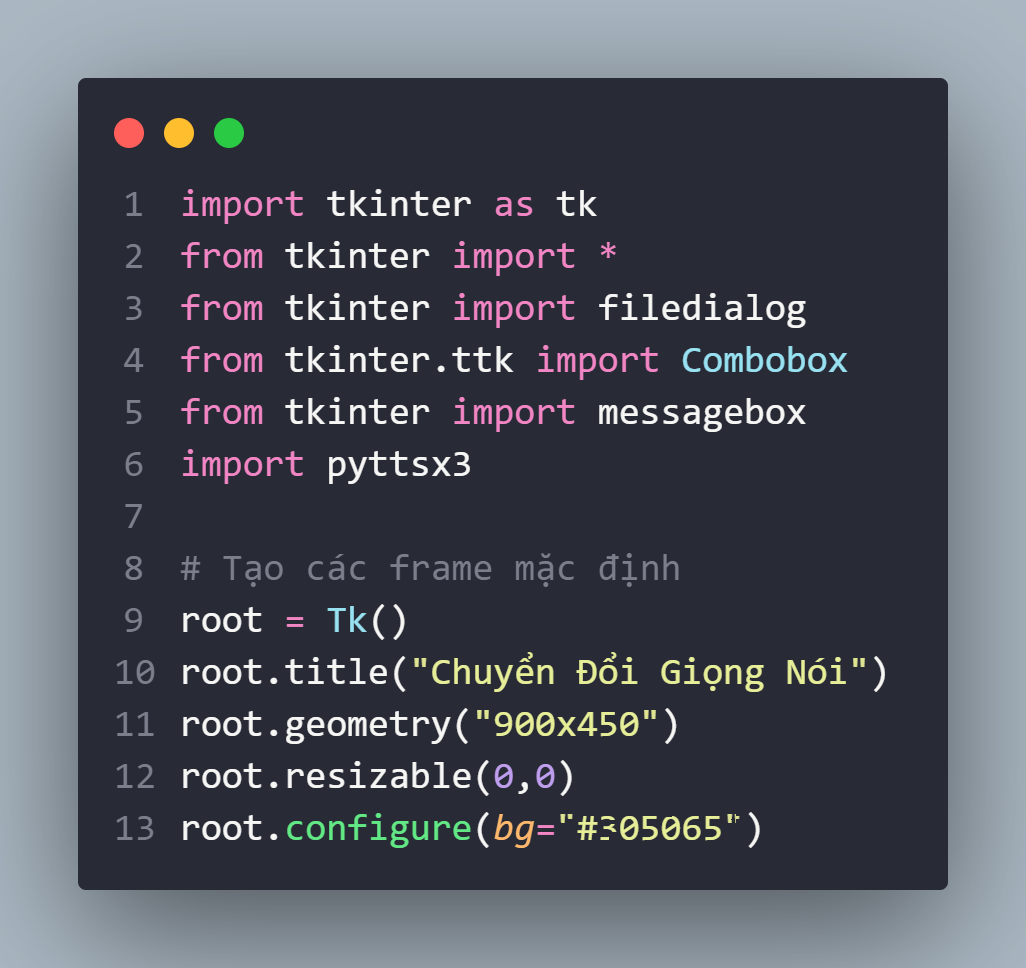 1 import tkinter as tk
2 from tkinter import *
3 from tkinter import filedialog
4 from tkinter.ttk import Combobox
5 from tkinter import messagebox
6 import pyttsx3
7
8 # Tạo các frame mặc định
9 root = Tk()
10 root.title("Chuyển Đổi Giọng Nói")
11 root.geometry("900x450")
12 root.resizable(0,0)
13 root.configure(bg="#305065")